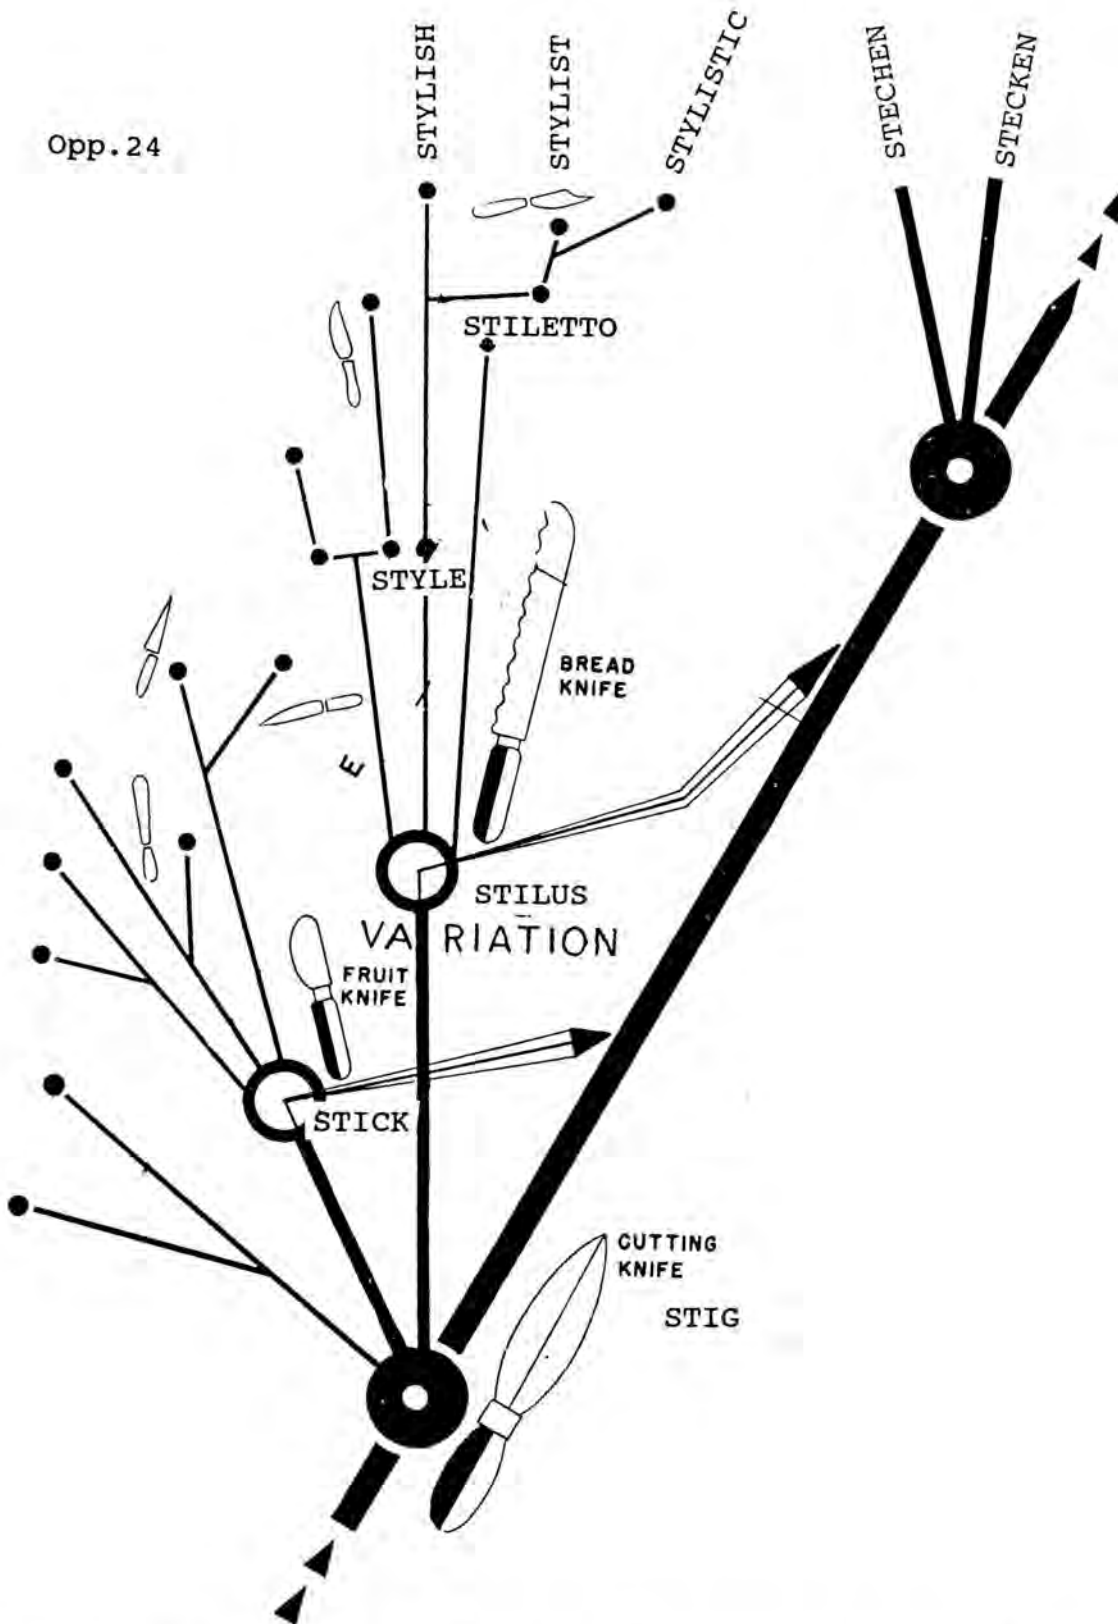 Opp.24
STYLISH
STYLIST
STYLISTIC
STECHEN
STECKEN
STILETTO
STYLE
BREAD
KNIFE
E
STILUS
VARIATION
FRUIT
KNIFE
STICK
CUTTING
KNIFE
STIG